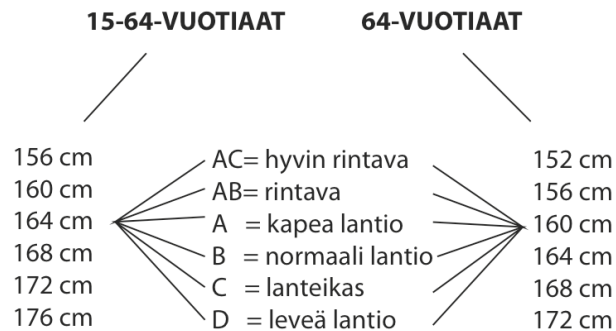 15-64-VUOTIAAT 64-VUOTIAAT
156 cm AC= hyvin rintava 152 cm
160 cm AB= rintava 156 cm
164 cm A = kapea lantio 160 cm
168 cm B = normaali lantio 164 cm
172 cm C = lanteikas 168 cm
176 cm D = leveä lantio 172 cm